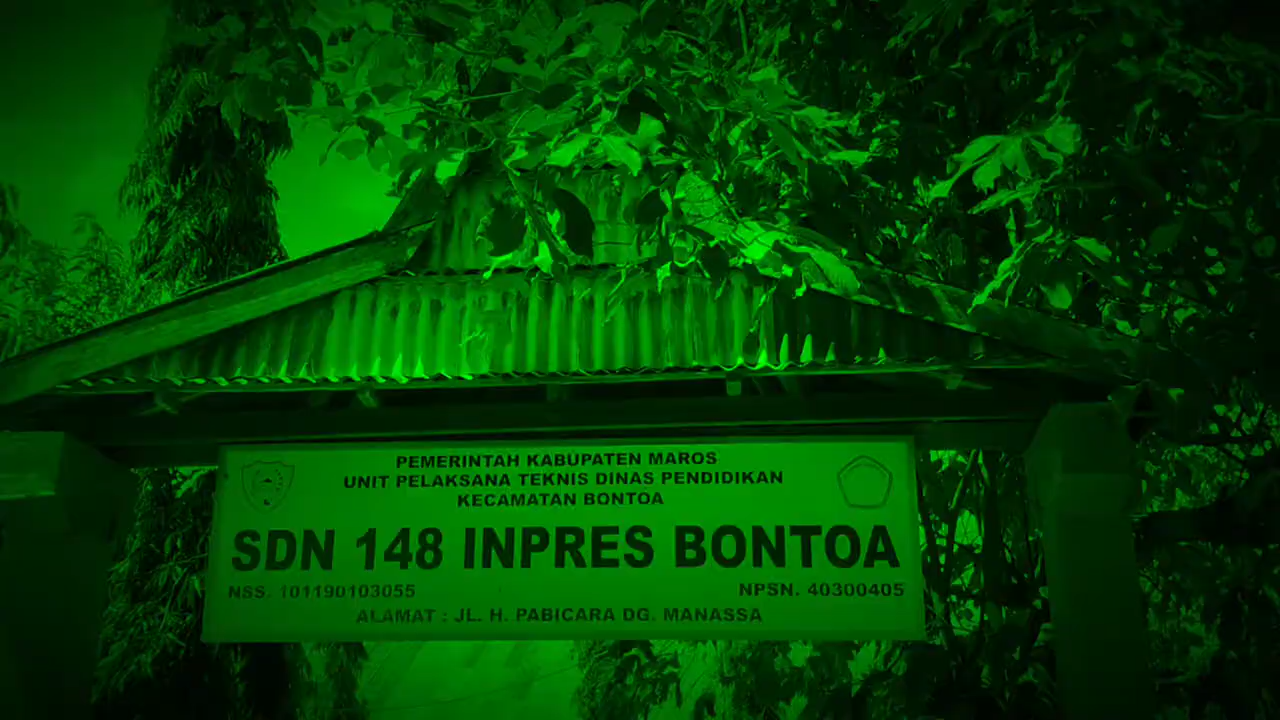 PEMERINTAH KABUPATEN MAROS
UNIT PELAKSANA TEKNIS DINAS PENDIDIKAN
KECAMATAN BONTOA
SDN 148 INPRES BONTOA
NSS. 101190103055 NPSN. 40300405
ALAMAT : JL. H. PABICARA DG. MANASSA